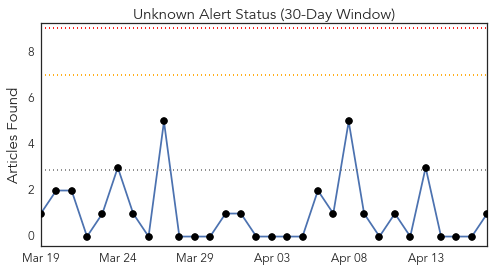 Unknown Alert Status (30-Day Window)
Articles Found
8
6
4
2
0
Mar 19 Mar 24 Mar 29 Apr 03 Apr 08 Apr 13